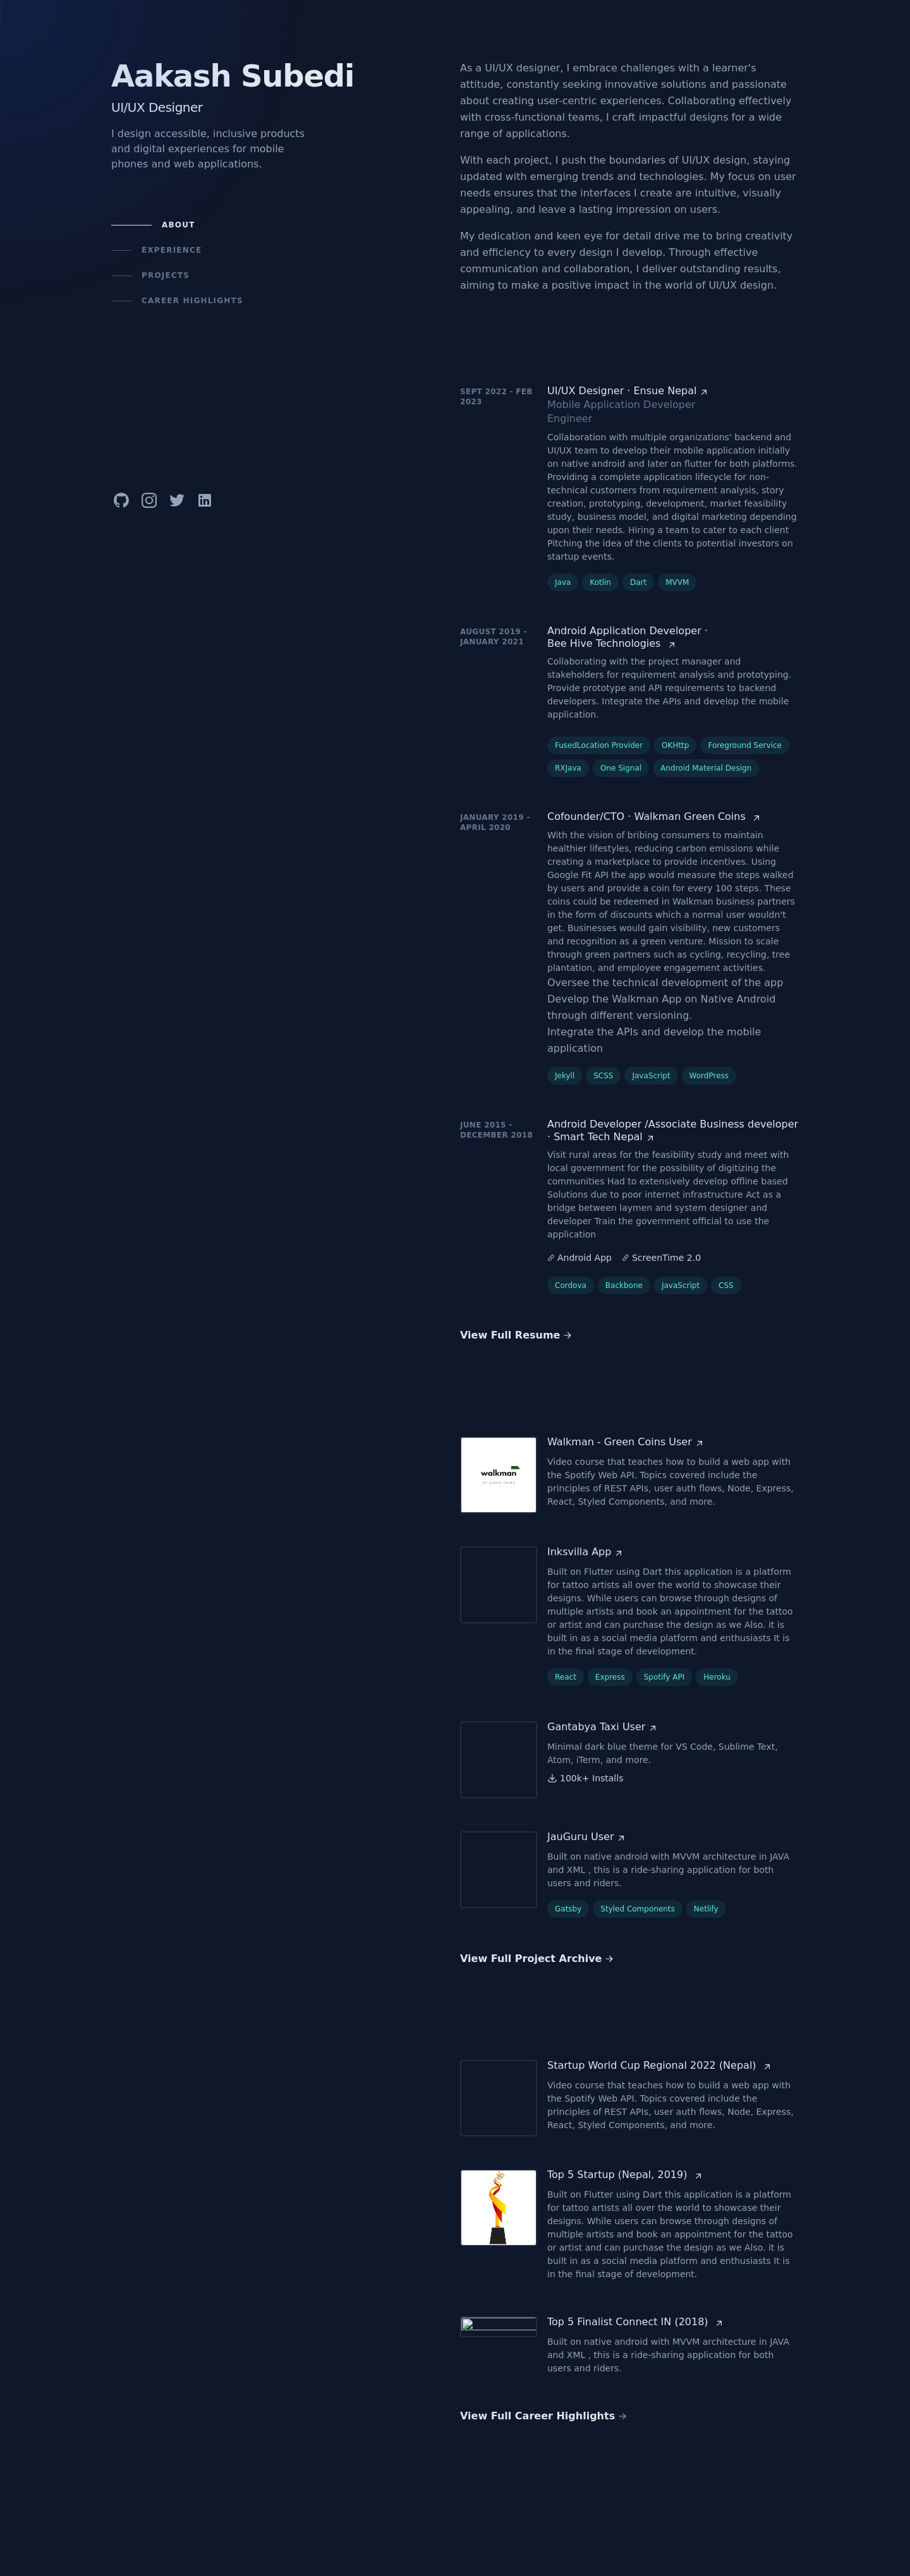 Aakash Subedi
UI/UX Designer
I design accessible, inclusive products
and digital experiences for mobile
phones and web applications.
ABOUT
EXPERIENCE
PROJECTS
CAREER HIGHLIGHTS
As a UI/UX designer, I embrace challenges with a learner's
attitude, constantly seeking innovative solutions and passionate
about creating user-centric experiences. Collaborating effectively
with cross-functional teams, I craft impactful designs for a wide
range of applications.
With each project, I push the boundaries of UI/UX design, staying
updated with emerging trends and technologies. My focus on user
needs ensures that the interfaces I create are intuitive, visually
appealing, and leave a lasting impression on users.
My dedication and keen eye for detail drive me to bring creativity
and efficiency to every design I develop. Through effective
communication and collaboration, I deliver outstanding results,
aiming to make a positive impact in the world of UI/UX design.
SEPT 2022 - FEB
2023
UI/UX Designer · Ensue Nepal
Mobile Application Developer
Engineer
Collaboration with multiple organizations' backend and
UI/UX team to develop their mobile application initially
on native android and later on flutter for both platforms.
Providing a complete application lifecycle for non-
technical customers from requirement analysis, story
creation, prototyping, development, market feasibility
study, business model, and digital marketing depending
upon their needs. Hiring a team to cater to each client
Pitching the idea of the clients to potential investors on
startup events.
Java Kotlin Dart MVVM
AUGUST 2019 -
JANUARY 2021
Android Application Developer ·
Bee Hive Technologies
Collaborating with the project manager and
stakeholders for requirement analysis and prototyping.
Provide prototype and API requirements to backend
developers. Integrate the APIs and develop the mobile
application.
FusedLocation Provider OKHttp Foreground Service
RXJava One Signal Android Material Design
JANUARY 2019 -
APRIL 2020
Cofounder/CTO · Walkman Green Coins
With the vision of bribing consumers to maintain
healthier lifestyles, reducing carbon emissions while
creating a marketplace to provide incentives. Using
Google Fit API the app would measure the steps walked
by users and provide a coin for every 100 steps. These
coins could be redeemed in Walkman business partners
in the form of discounts which a normal user wouldn't
get. Businesses would gain visibility, new customers
and recognition as a green venture. Mission to scale
through green partners such as cycling, recycling, tree
plantation, and employee engagement activities.
Oversee the technical development of the app
Develop the Walkman App on Native Android
through different versioning.
Integrate the APIs and develop the mobile
application
Jekyll SCSS JavaScript WordPress
JUNE 2015 -
DECEMBER 2018
Android Developer /Associate Business developer
· Smart Tech Nepal
Visit rural areas for the feasibility study and meet with
local government for the possibility of digitizing the
communities Had to extensively develop offline based
Solutions due to poor internet infrastructure Act as a
bridge between laymen and system designer and
developer Train the government official to use the
application
Android App ScreenTime 2.0
Cordova Backbone JavaScript CSS
View Full Resume
walkman
Walkman - Green Coins User
Video course that teaches how to build a web app with
the Spotify Web API. Topics covered include the
principles of REST APIs, user auth flows, Node, Express,
React, Styled Components, and more.
Inksvilla App
Built on Flutter using Dart this application is a platform
for tattoo artists all over the world to showcase their
designs. While users can browse through designs of
multiple artists and book an appointment for the tattoo
or artist and can purchase the design as we Also. it is
built in as a social media platform and enthusiasts It is
in the final stage of development.
React Express Spotify API Heroku
Gantabya Taxi User
Minimal dark blue theme for VS Code, Sublime Text,
Atom, iTerm, and more.
100k+ Installs
JauGuru User
Built on native android with MVVM architecture in JAVA
and XML , this is a ride-sharing application for both
users and riders.
Gatsby Styled Components Netlify
View Full Project Archive
Startup World Cup Regional 2022 (Nepal)
Video course that teaches how to build a web app with
the Spotify Web API. Topics covered include the
principles of REST APIs, user auth flows, Node, Express,
React, Styled Components, and more.
Top 5 Startup (Nepal, 2019)
Built on Flutter using Dart this application is a platform
for tattoo artists all over the world to showcase their
designs. While users can browse through designs of
multiple artists and book an appointment for the tattoo
or artist and can purchase the design as we Also. it is
built in as a social media platform and enthusiasts It is
in the final stage of development.
Top 5 Finalist Connect IN (2018)
Built on native android with MVVM architecture in JAVA
and XML , this is a ride-sharing application for both
users and riders.
View Full Career Highlights